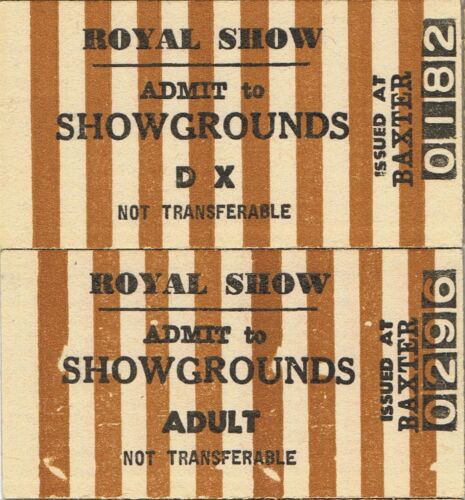 ROYAL SHOW
ADMIT to
SHOWGROUNDS
D X
NOT TRANSFERABLE
ISSUED AT
BAXTER
0182
ROYAL SHOW
ADMIT to
SHOWGROUNDS
ADULT
NOT TRANSFERABLE
ISSUED AT
BAXTER
0296